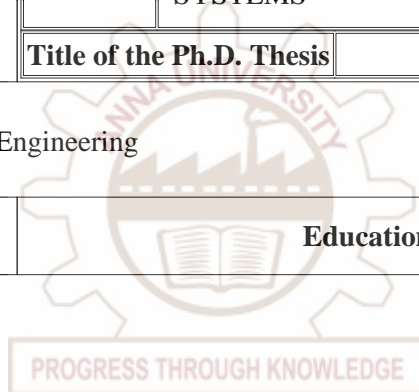 SYSTEMS
Title of the Ph.D. Thesis
ANNA UNIVERSITY
Engineering
Education
PROGRESS THROUGH KNOWLEDGE